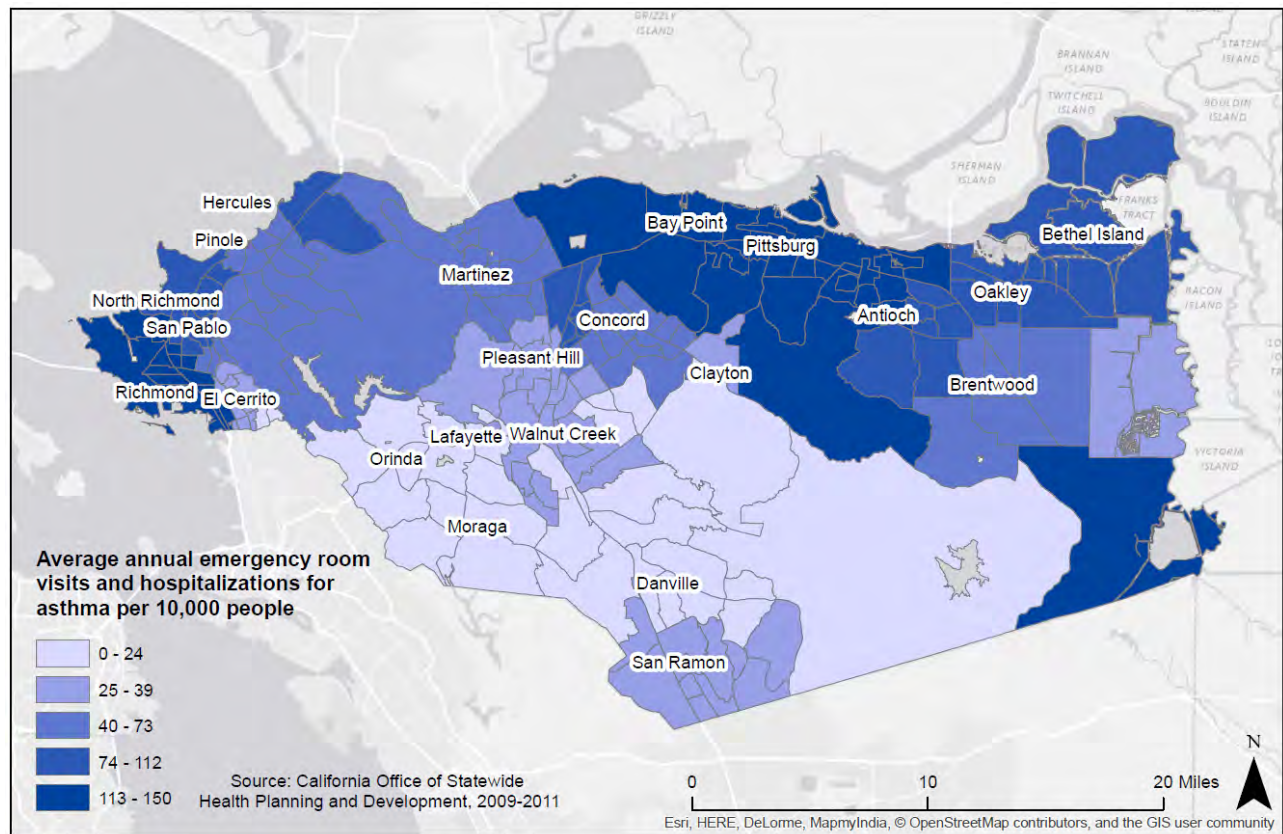 GRIZZLY
ISLAND
STATEN
ISLAND
BRANNAN
ISLAND
TWITCHELL
ISLAND
BOULDIN
ISLAND
SHERMAN
ISLAND
FRANKS
TRACT
Hercules
Bay Point
Bethel Island
Pinole
Pittsburg
Martinez
North Richmond
Oakley
San Pablo
Concord
Antioch
Pleasant Hill
Clayton
Brentwood
Richmond
El Cerrito
Lafayette
Walnut Creek
Orinda
VICTORIA
ISLAND
Moraga
Danville
San Ramon
Average annual emergency room
visits and hospitalizations for
asthma per 10,000 people
0 - 24
25 - 39
40 - 73
74 - 112
113 - 150
Source: California Office of Statewide
Health Planning and Development, 2009-2011
0 10 20 Miles
N
Esri, HERE, DeLorme, MapmyIndia, © OpenStreetMap contributors, and the GIS user community